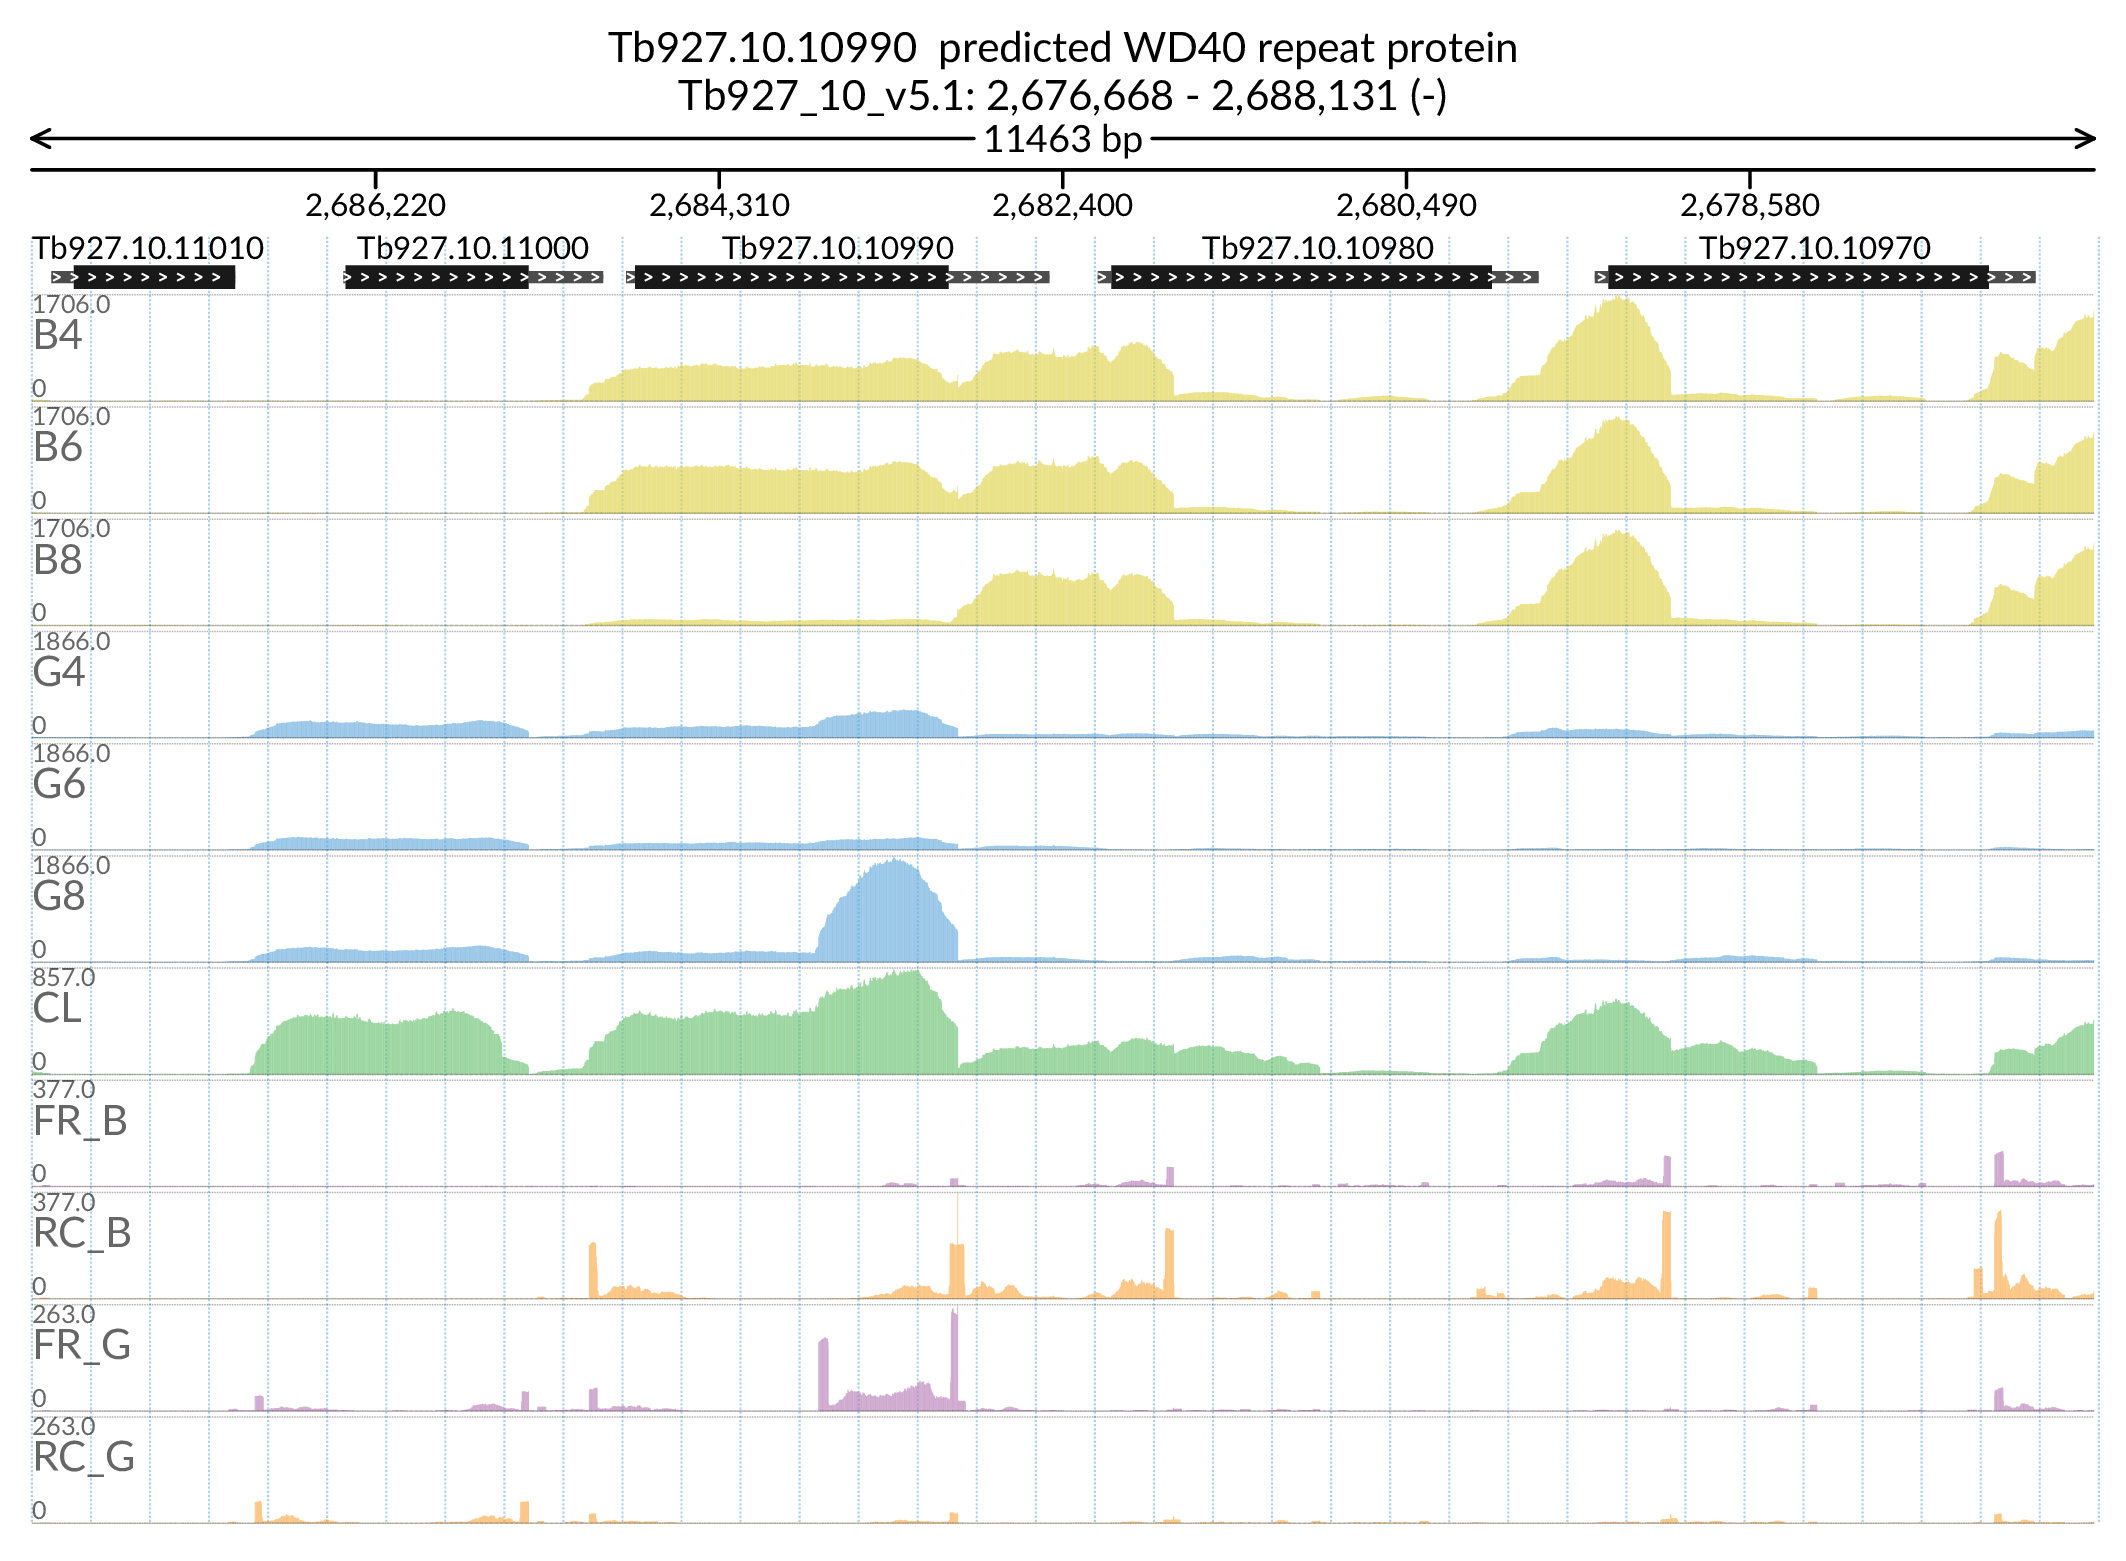 Tb927.10.10990  predicted WD40 repeat protein
Tb927_10_v5.1: 2,676,668 - 2,688,131 (-)
11463 bp
2,686,220 2,684,310 2,682,400 2,680,490 2,678,580
Tb927.10.11010 Tb927.10.11000 Tb927.10.10990 Tb927.10.10980 Tb927.10.10970
1706.0
B4
0
1706.0
B6
0
1706.0
B8
0
1866.0
G4
0
1866.0
G6
0
1866.0
G8
0
857.0
CL
0
377.0
FR_B
0
377.0
RC_B
0
263.0
FR_G
0
263.0
RC_G
0